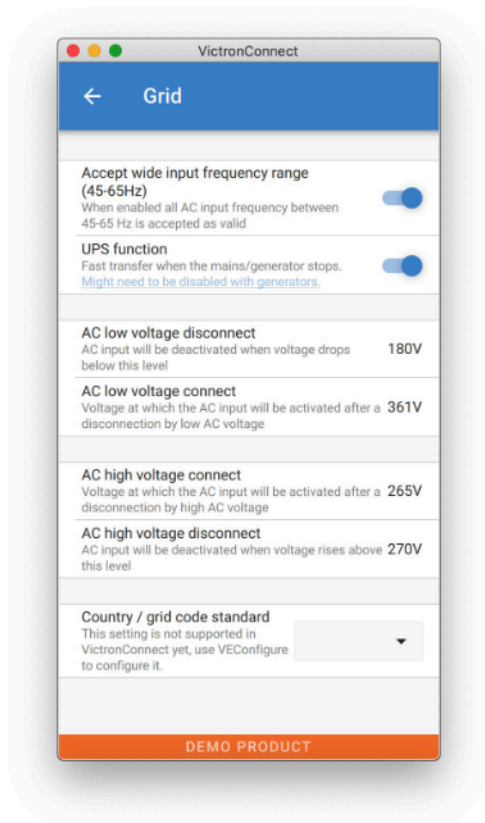 VictronConnect
Grid
Accept wide input frequency range
(45-65Hz)
When enabled all AC input frequency between
45-65 Hz is accepted as valid
UPS function
Fast transfer when the mains/generator stops.
Might need to be disabled with generators.
AC low voltage disconnect
AC input will be deactivated when voltage drops
below this level
180V
AC low voltage connect
Voltage at which the AC input will be activated after a
disconnection by low AC voltage
361V
AC high voltage connect
Voltage at which the AC input will be activated after a
disconnection by high AC voltage
265V
AC high voltage disconnect
AC input will be deactivated when voltage rises above
this level
270V
Country / grid code standard
This setting is not supported in
VictronConnect yet, use VEConfigure
to configure it.
DEMO PRODUCT